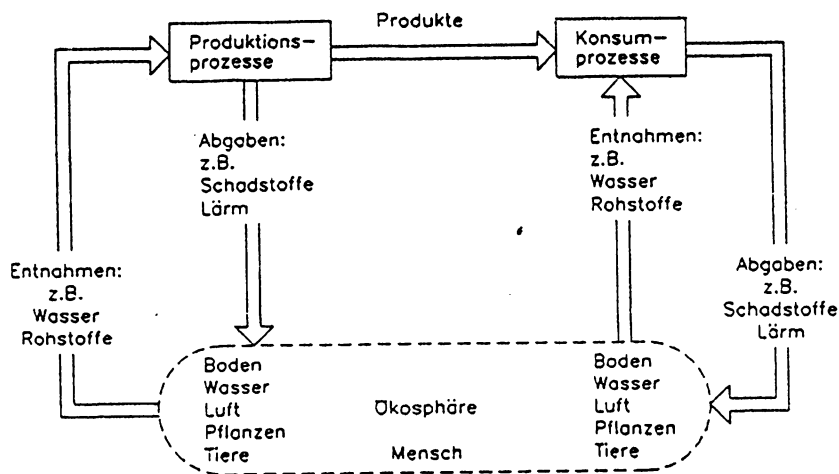 Produkte
Produktions-
prozesse
Konsum-
prozesse
Abgaben:
z.B.
Schadstoffe
Lärm
Entnahmen:
z.B.
Wasser
Rohstoffe
Entnahmen:
z.B.
Wasser
Rohstoffe
Abgaben:
z.B.
Schadstoffe
Lärm
Boden
Wasser
Luft
Pflanzen
Tiere
Ökosphäre
Mensch
Boden
Wasser
Luft
Pflanzen
Tiere